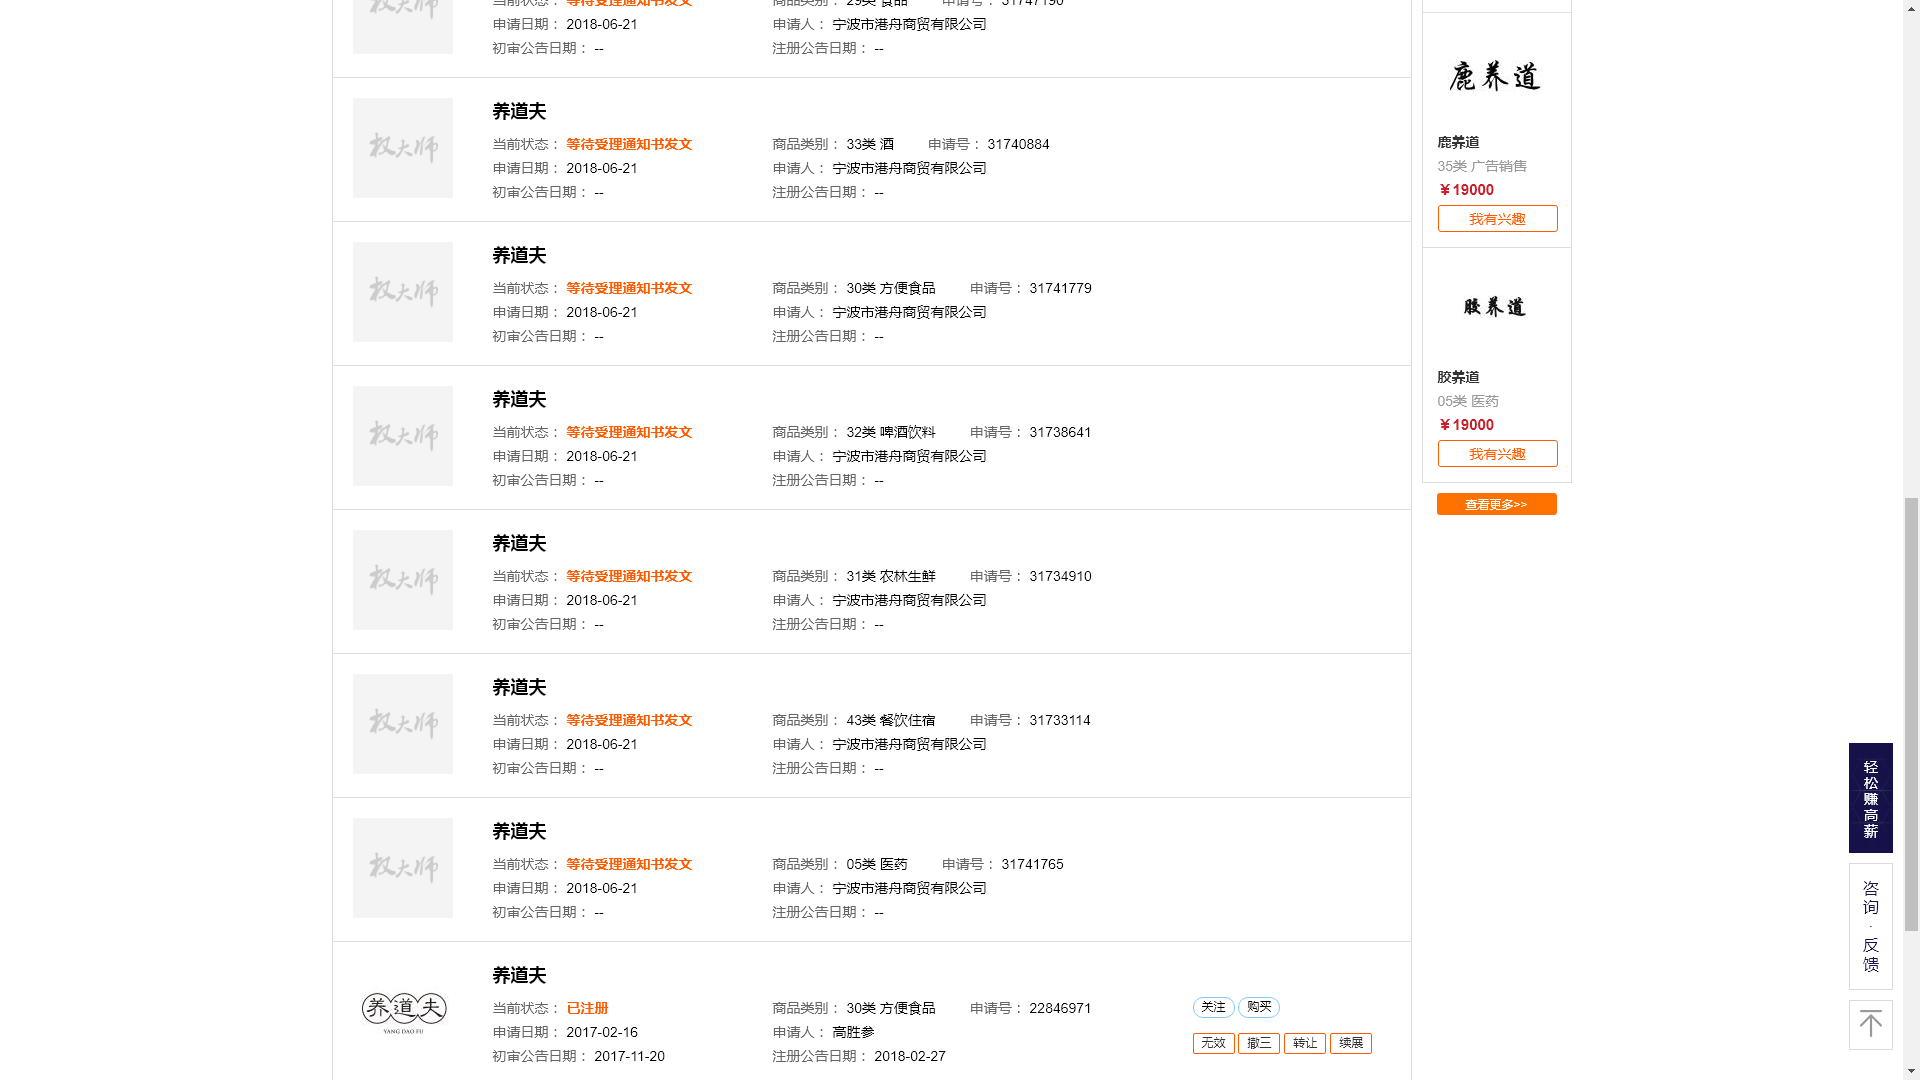 当前状态： 等待受理通知书发文 商品类别： 29类 食品 申请号： 31747190
申请日期： 2018-06-21 申请人： 宁波市港舟商贸有限公司
初审公告日期： -- 注册公告日期： --
权大师
养道夫
当前状态： 等待受理通知书发文 商品类别： 33类 酒 申请号： 31740884
申请日期： 2018-06-21 申请人： 宁波市港舟商贸有限公司
初审公告日期： -- 注册公告日期： --
权大师
养道夫
当前状态： 等待受理通知书发文 商品类别： 30类 方便食品 申请号： 31741779
申请日期： 2018-06-21 申请人： 宁波市港舟商贸有限公司
初审公告日期： -- 注册公告日期： --
权大师
养道夫
当前状态： 等待受理通知书发文 商品类别： 32类 啤酒饮料 申请号： 31738641
申请日期： 2018-06-21 申请人： 宁波市港舟商贸有限公司
初审公告日期： -- 注册公告日期： --
权大师
养道夫
当前状态： 等待受理通知书发文 商品类别： 31类 农林生鲜 申请号： 31734910
申请日期： 2018-06-21 申请人： 宁波市港舟商贸有限公司
初审公告日期： -- 注册公告日期： --
权大师
养道夫
当前状态： 等待受理通知书发文 商品类别： 43类 餐饮住宿 申请号： 31733114
申请日期： 2018-06-21 申请人： 宁波市港舟商贸有限公司
初审公告日期： -- 注册公告日期： --
权大师
养道夫
当前状态： 等待受理通知书发文 商品类别： 05类 医药 申请号： 31741765
申请日期： 2018-06-21 申请人： 宁波市港舟商贸有限公司
初审公告日期： -- 注册公告日期： --
权大师
养道夫
当前状态： 已注册 商品类别： 30类 方便食品 申请号： 22846971
申请日期： 2017-02-16 申请人： 高胜参
初审公告日期： 2017-11-20 注册公告日期： 2018-02-27
养道夫
YANG DAO FU
关注 购买
无效 撤三 转让 续展
鹿养道
鹿养道
35类 广告销售
￥19000
我有兴趣
胶养道
胶养道
05类 医药
￥19000
我有兴趣
查看更多>>
轻松赚高薪
咨询·反馈